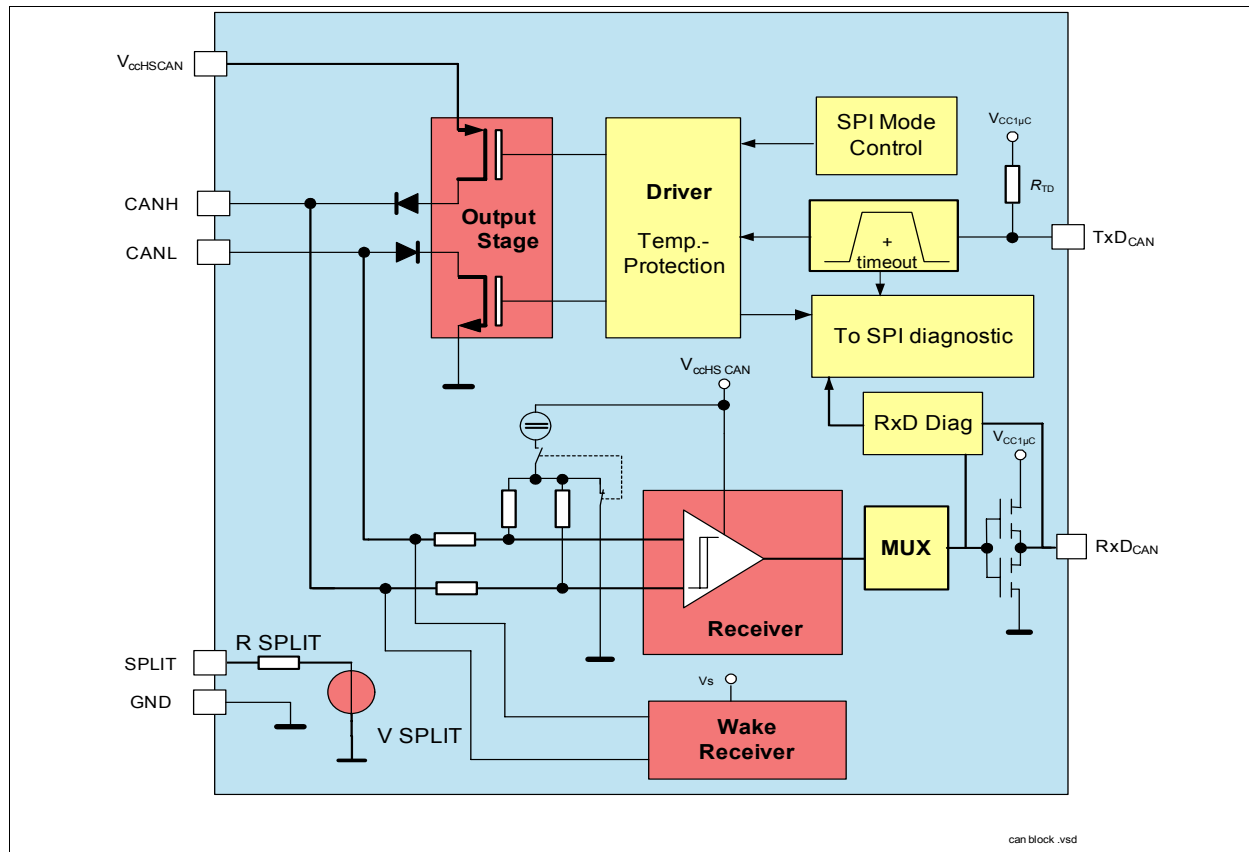 VccHSCAN
CANH
CANL
SPLIT
GND
Output
Stage
Driver
Temp.-
Protection
SPI Mode
Control
VCC1µC
RTD
+
timeout
TxDCAN
To SPI diagnostic
VccHS CAN
RxD Diag
VCC1µC
MUX
RxDCAN
Receiver
R SPLIT
V SPLIT
Vs
Wake
Receiver
can block .vsd